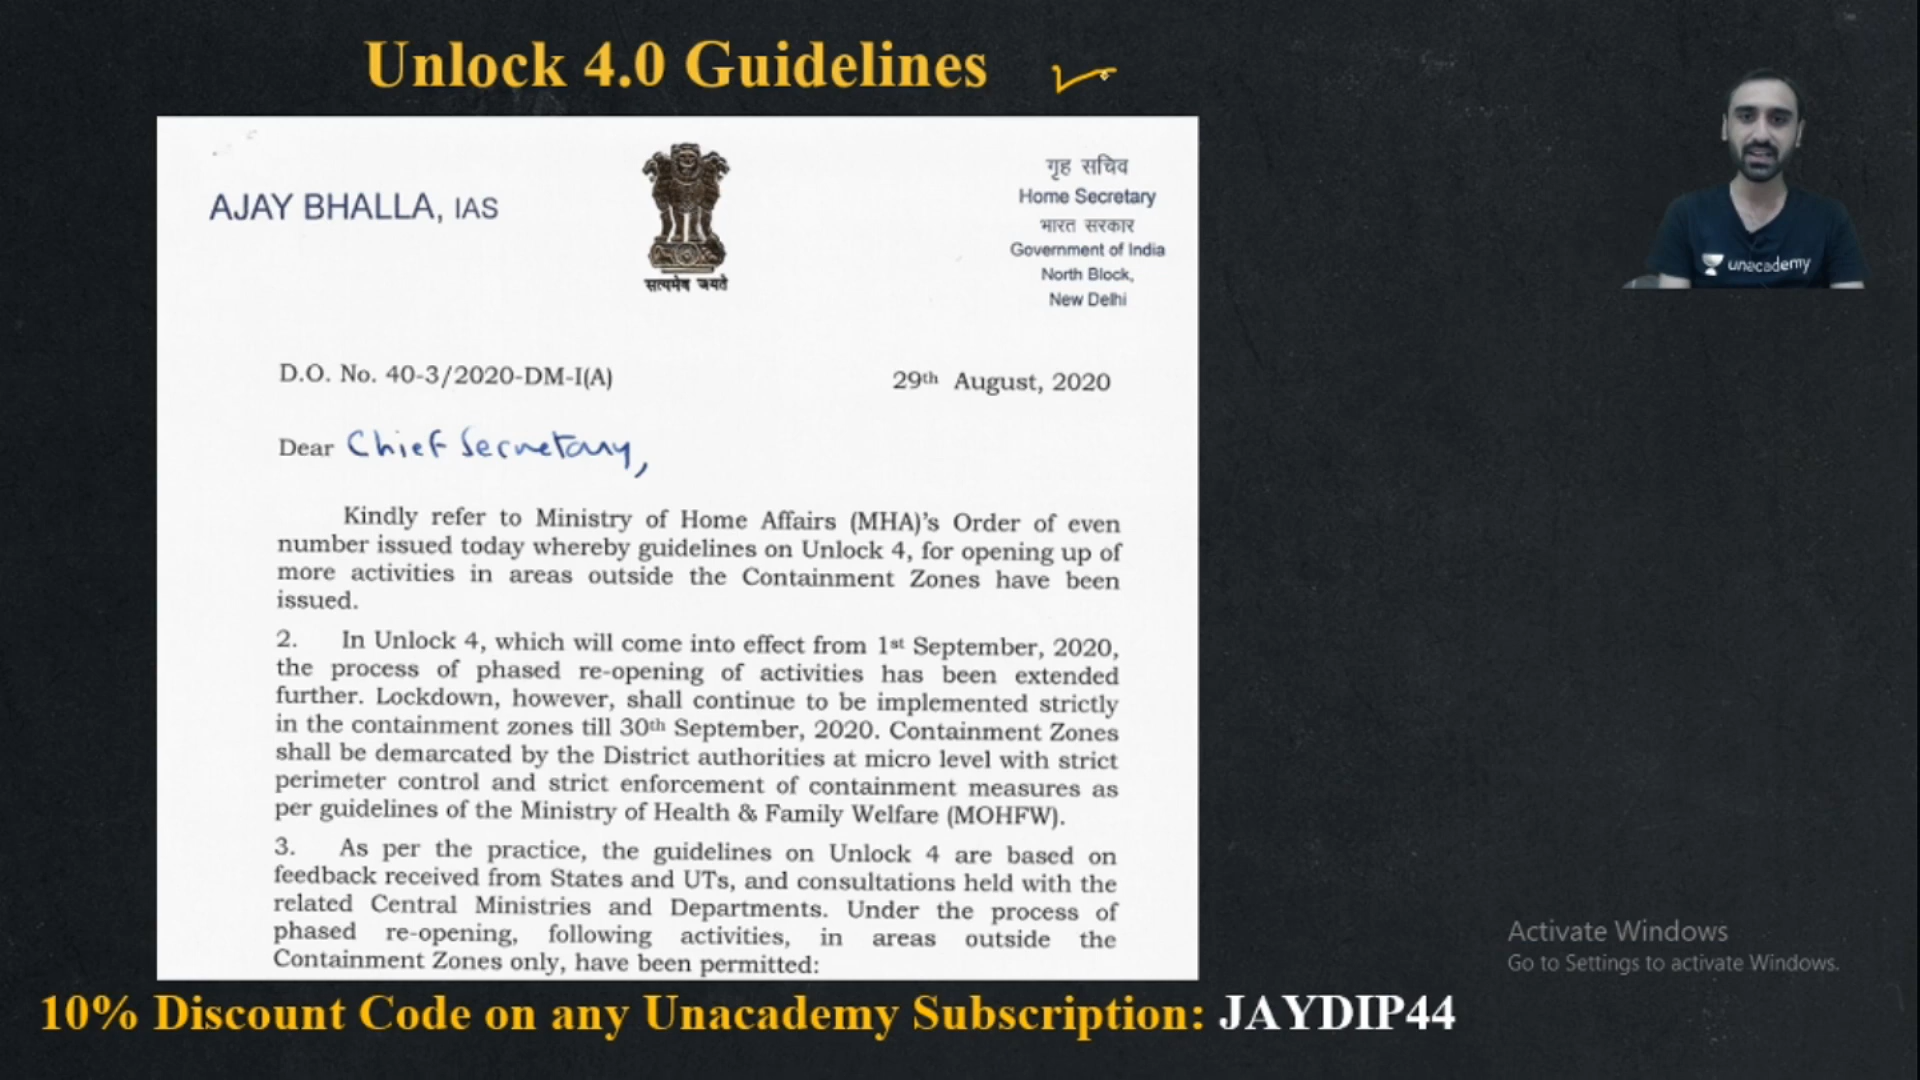 Unlock 4.0 Guidelines
AJAY BHALLA, IAS
सत्यमेव जयते
गृह सचिव
Home Secretary
भारत सरकार
Government of India
North Block,
New Delhi
unacademy
D.O. No. 40-3/2020-DM-I(A)
29th August, 2020
Dear Chief Secretary,
Kindly refer to Ministry of Home Affairs (MHA)'s Order of even
number issued today whereby guidelines on Unlock 4, for opening up of
more activities in areas outside the Containment Zones have been
issued.
2. In Unlock 4, which will come into effect from 1st September, 2020,
the process of phased re-opening of activities has been extended
further. Lockdown, however, shall continue to be implemented strictly
in the containment zones till 30th September, 2020. Containment Zones
shall be demarcated by the District authorities at micro level with strict
perimeter control and strict enforcement of containment measures as
per guidelines of the Ministry of Health & Family Welfare (MOHFW).
3. As per the practice, the guidelines on Unlock 4 are based on
feedback received from States and UTs, and consultations held with the
related Central Ministries and Departments. Under the process of
phased re-opening, following activities, in areas outside the
Containment Zones only, have been permitted:
Activate Windows
Go to Settings to activate Windows.
10% Discount Code on any Unacademy Subscription: JAYDIP44